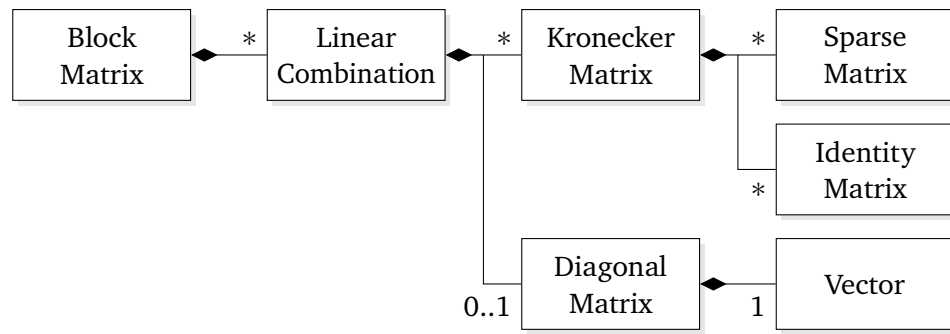 Block
Matrix
*
Linear
Combination
*
Kronecker
Matrix
*
Sparse
Matrix
*
Identity
Matrix
0..1
Diagonal
Matrix
1
Vector